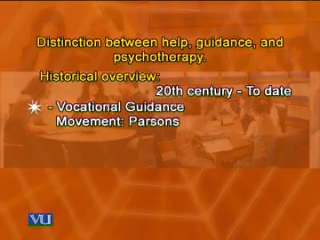 Distinction between help, guidance, and
psychotherapy.
Historical overview:
20th century - To date
- Vocational Guidance
Movement: Parsons
VU